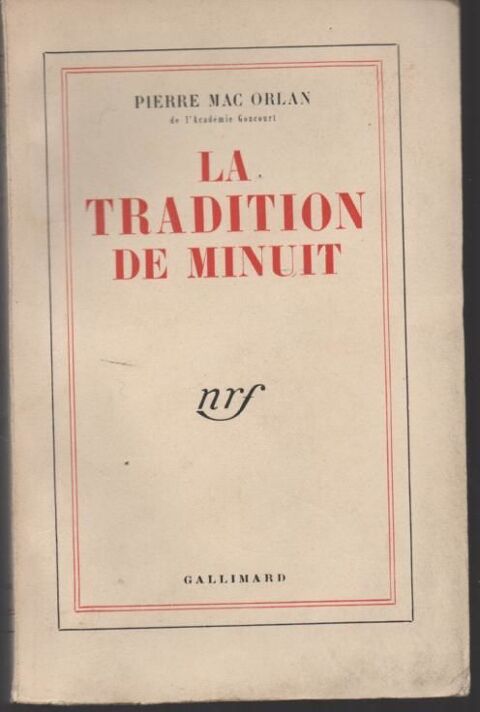 PIERRE MAC ORLAN
de l'Académie Goncourt
LA
TRADITION
DE MINUIT
nrf
GALLIMARD